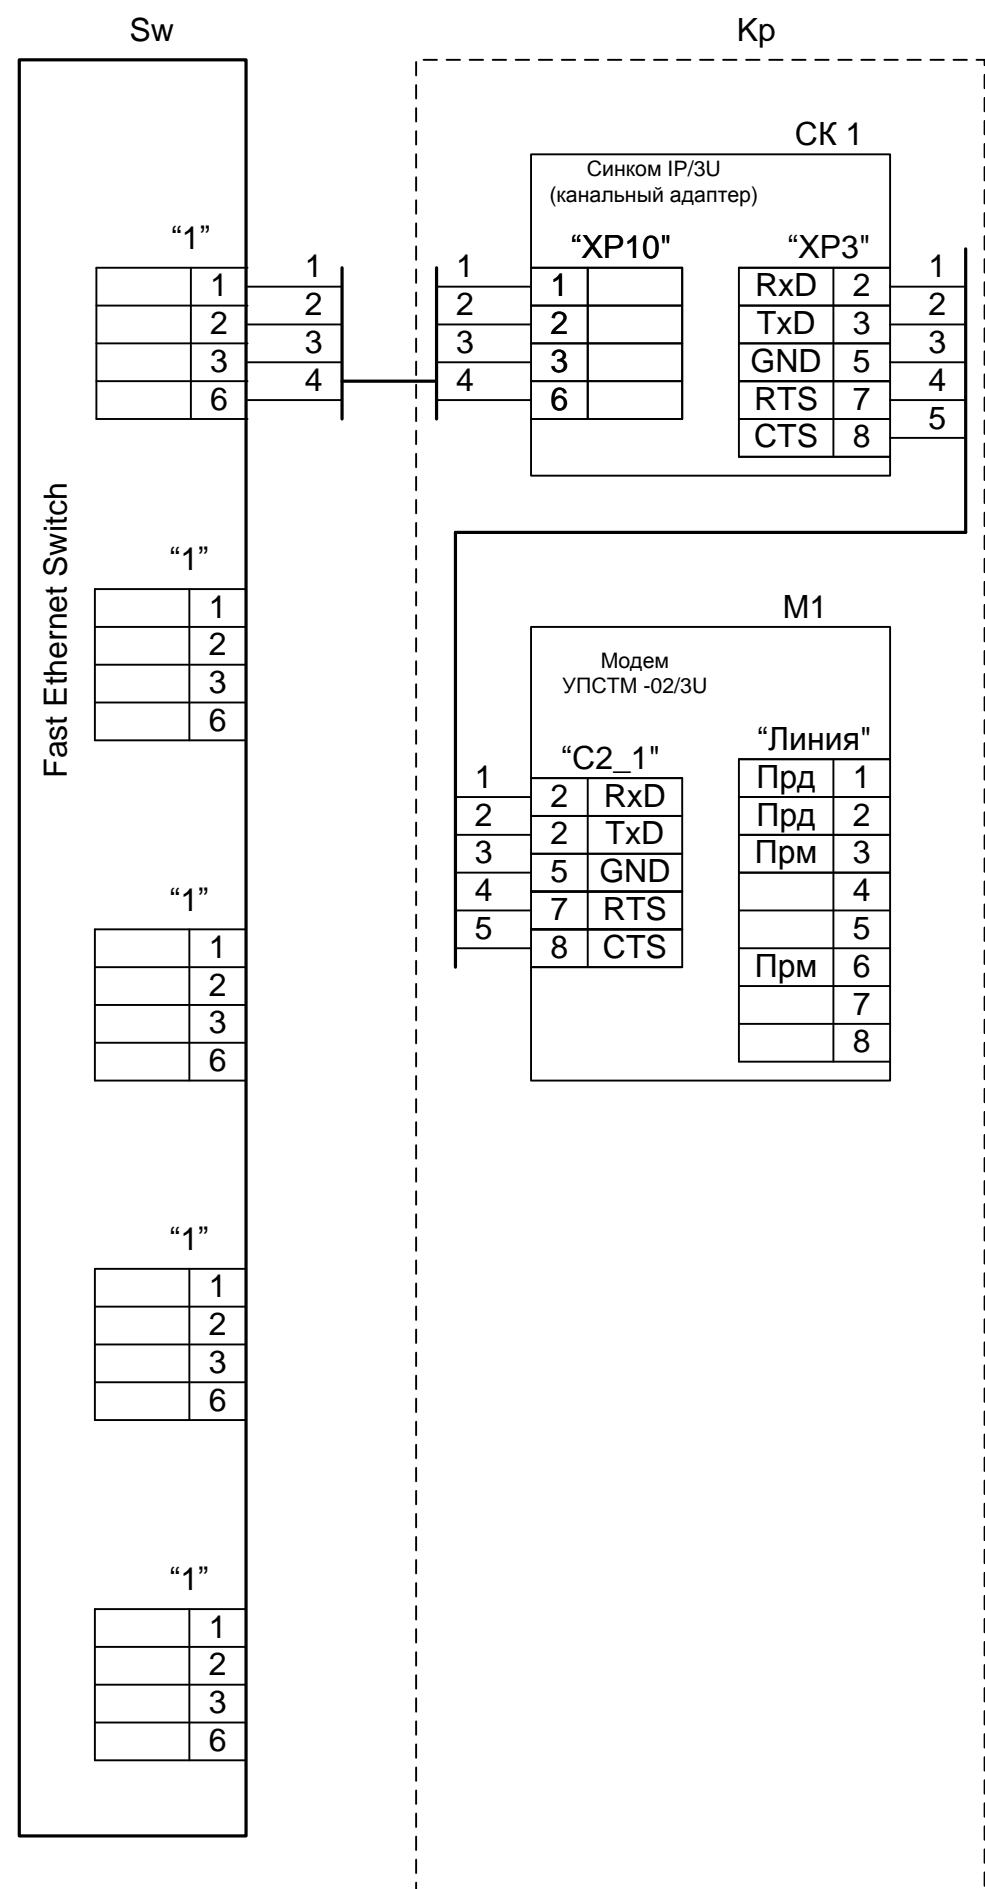 Sw
Кр
СК 1
Синком IP/3U
(канальный адаптер)
“1”
“XP10"
“XP3"
1
2
3
6
1
2
3
4
1
2
3
4
1
2
3
6
RxD 2
TxD 3
GND 5
RTS 7
CTS 8
1
2
3
4
5
Fast Ethernet Switch
“1”
1
2
3
6
М1
Модем
УПСТМ -02/3U
“С2_1"
“Линия"
1
2
3
4
5
2 RxD
2 TxD
5 GND
7 RTS
8 CTS
Прд 1
Прд 2
Прм 3
4
5
Прм 6
7
8
“1”
1
2
3
6
“1”
1
2
3
6
“1”
1
2
3
6